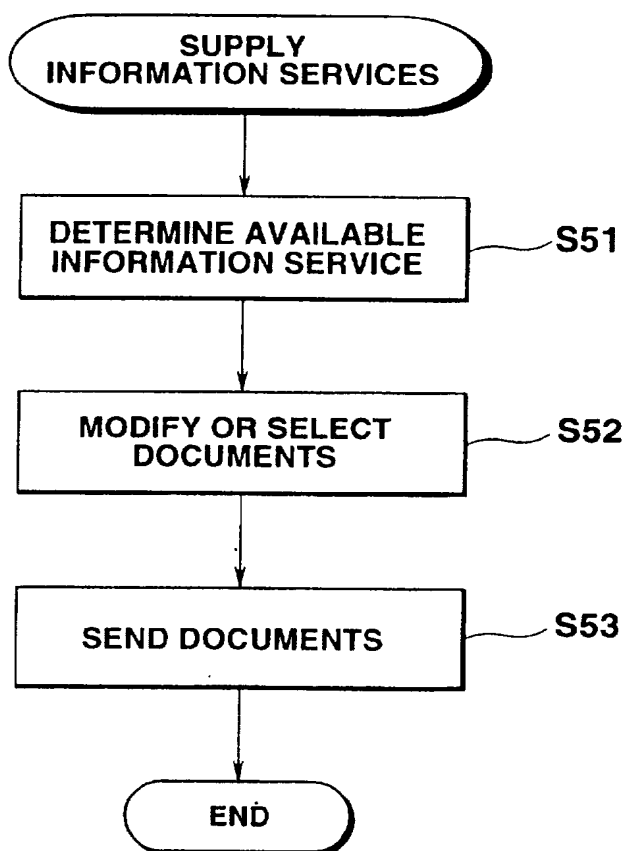 SUPPLY
INFORMATION SERVICES
DETERMINE AVAILABLE
INFORMATION SERVICE
S51
MODIFY OR SELECT
DOCUMENTS
S52
SEND DOCUMENTS
S53
END